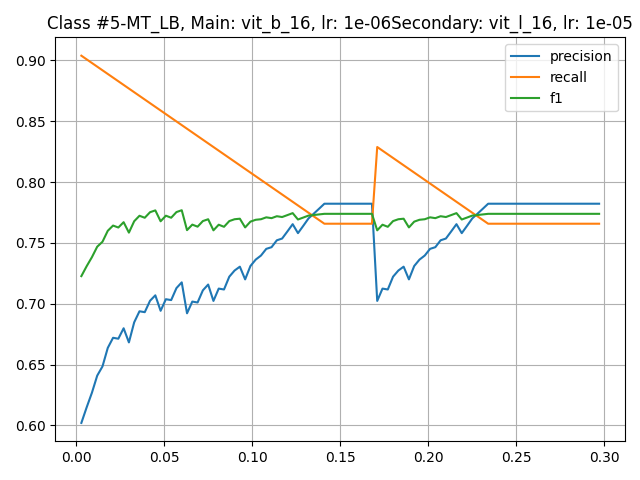 Class #5-MT_LB, Main: vit_b_16, lr: 1e-06Secondary: vit_l_16, lr: 1e-05
precision
recall
f1
0.90
0.85
0.80
0.75
0.70
0.65
0.60
0.00 0.05 0.10 0.15 0.20 0.25 0.30